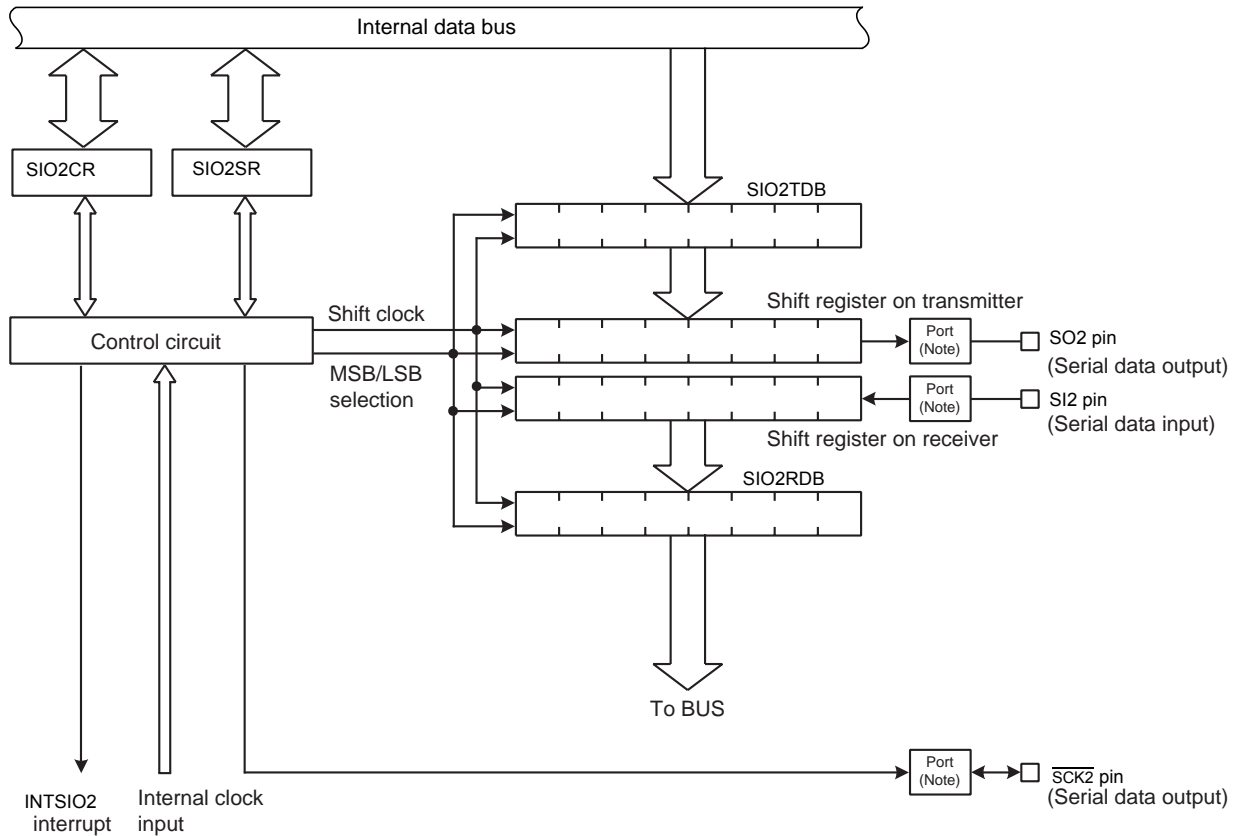 Internal data bus
SIO2CR
SIO2SR
SIO2TDB
Shift clock
Shift register on transmitter
Control circuit
Port
(Note)
SO2 pin
(Serial data output)
MSB/LSB
selection
Port
(Note)
SI2 pin
(Serial data input)
Shift register on receiver
SIO2RDB
To BUS
Port
(Note)
SCK2 pin
(Serial data output)
INTSIO2
interrupt
Internal clock
input